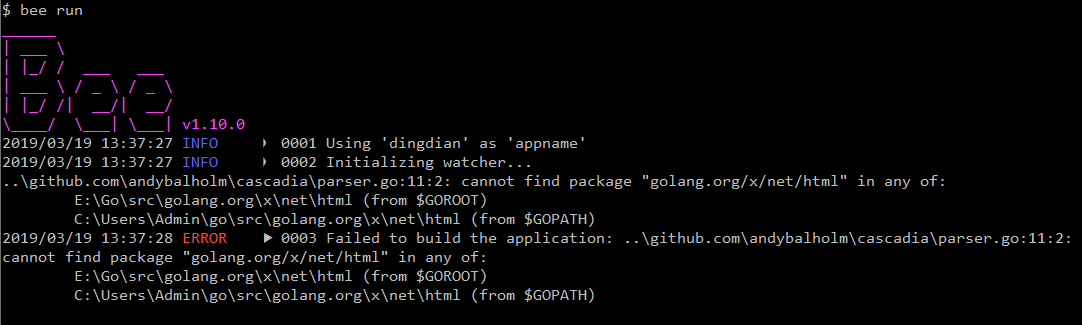 $ bee run
______
| ___ \
| |_/ /  ___   ___
| ___ \ / _ \ / _ \
| |_/ /|  __/|  __/
\____/  \___| \___| v1.10.0
2019/03/19 13:37:27 INFO     ▶ 0001 Using 'dingdian' as 'appname'
2019/03/19 13:37:27 INFO     ▶ 0002 Initializing watcher...
..\github.com\andybalholm\cascadia\parser.go:11:2: cannot find package "golang.org/x/net/html" in any of:
        E:\Go\src\golang.org\x\net\html (from $GOROOT)
        C:\Users\Admin\go\src\golang.org\x\net\html (from $GOPATH)
2019/03/19 13:37:28 ERROR    ▶ 0003 Failed to build the application: ..\github.com\andybalholm\cascadia\parser.go:11:2:
cannot find package "golang.org/x/net/html" in any of:
        E:\Go\src\golang.org\x\net\html (from $GOROOT)
        C:\Users\Admin\go\src\golang.org\x\net\html (from $GOPATH)